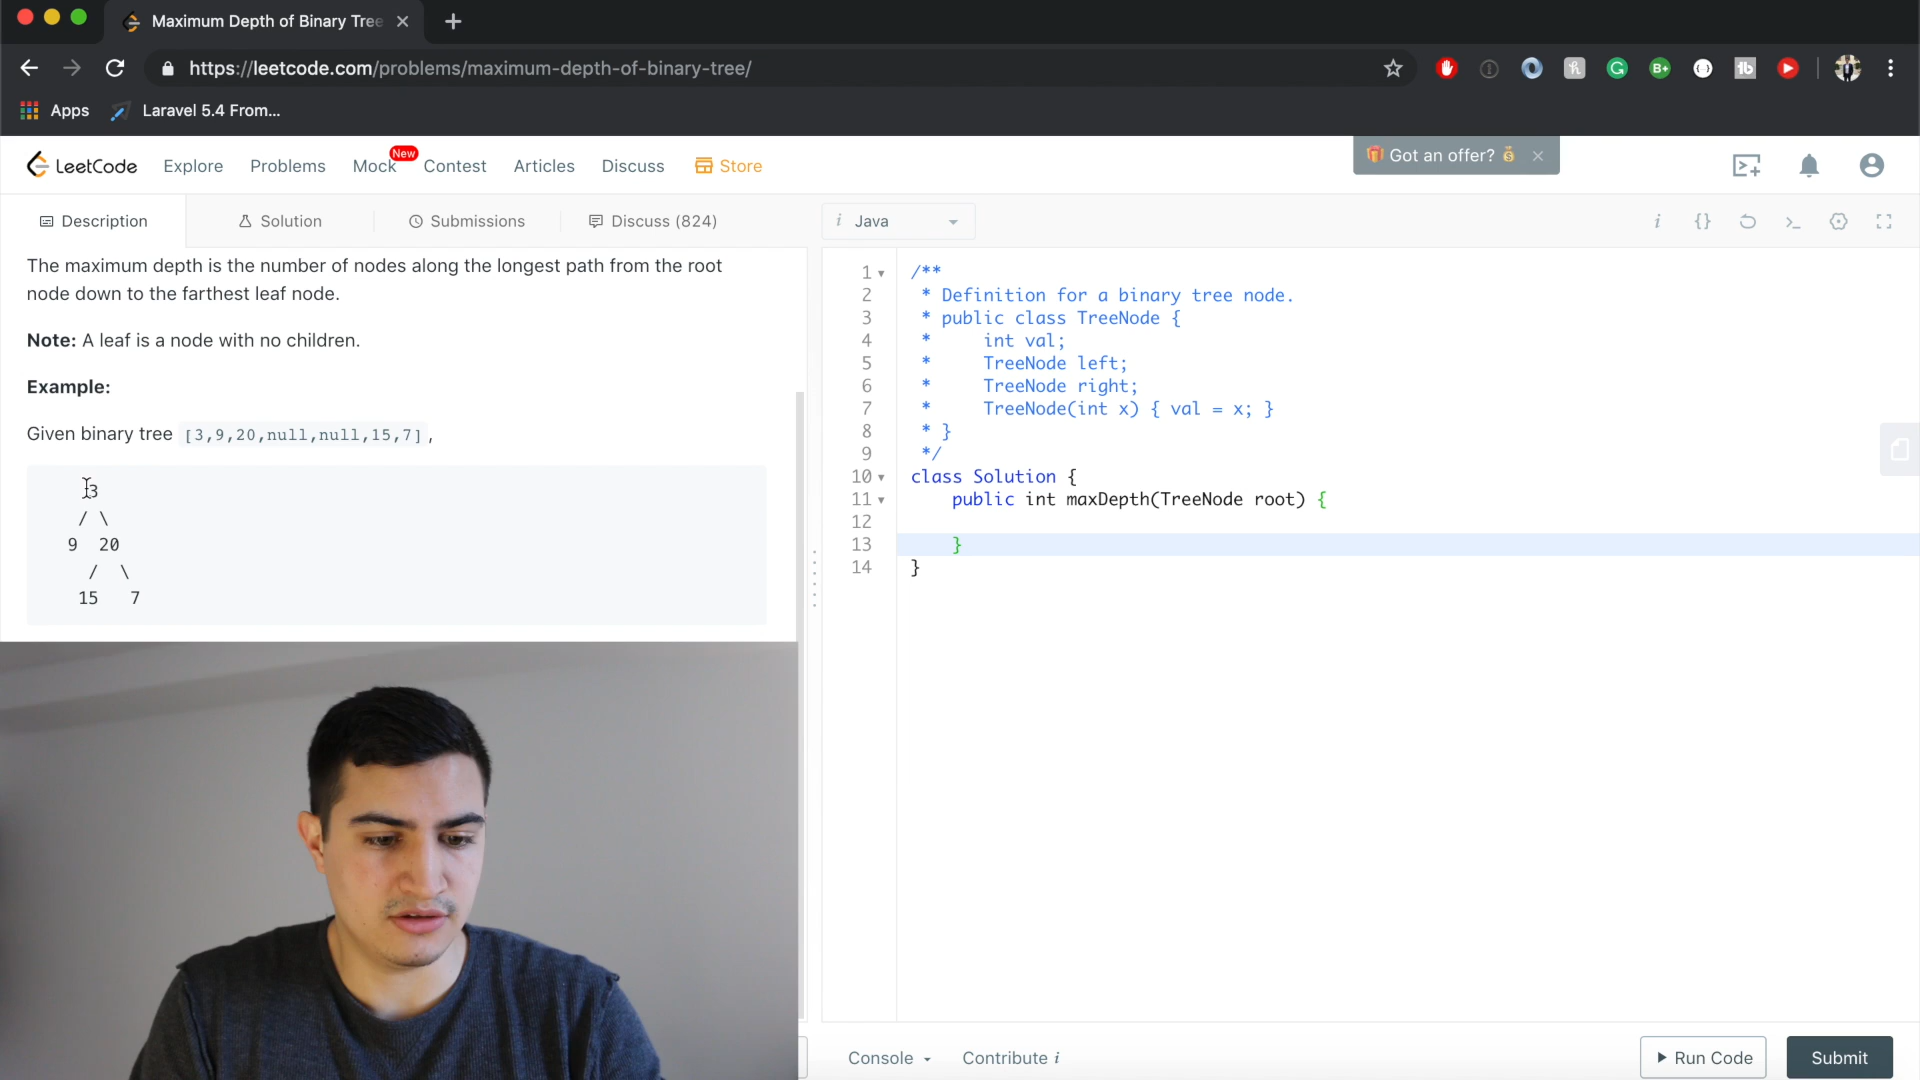 Maximum Depth of Binary Tree
https://leetcode.com/problems/maximum-depth-of-binary-tree/
Apps
Laravel 5.4 From...
LeetCode
Explore
Problems
Mock
New
Contest
Articles
Discuss
Store
Got an offer?
Description
Solution
Submissions
Discuss (824)
i Java
The maximum depth is the number of nodes along the longest path from the root
node down to the farthest leaf node.
Note: A leaf is a node with no children.
Example:
Given binary tree [3,9,20,null,null,15,7],
3
/ \
9 20
/ \
15 7
1 /**
2 * Definition for a binary tree node.
3 * public class TreeNode {
4 * int val;
5 * TreeNode left;
6 * TreeNode right;
7 * TreeNode(int x) { val = x; }
8 * }
9 */
10 class Solution {
11 public int maxDepth(TreeNode root) {
12
13 }
14 }
Console
Contribute i
Run Code
Submit